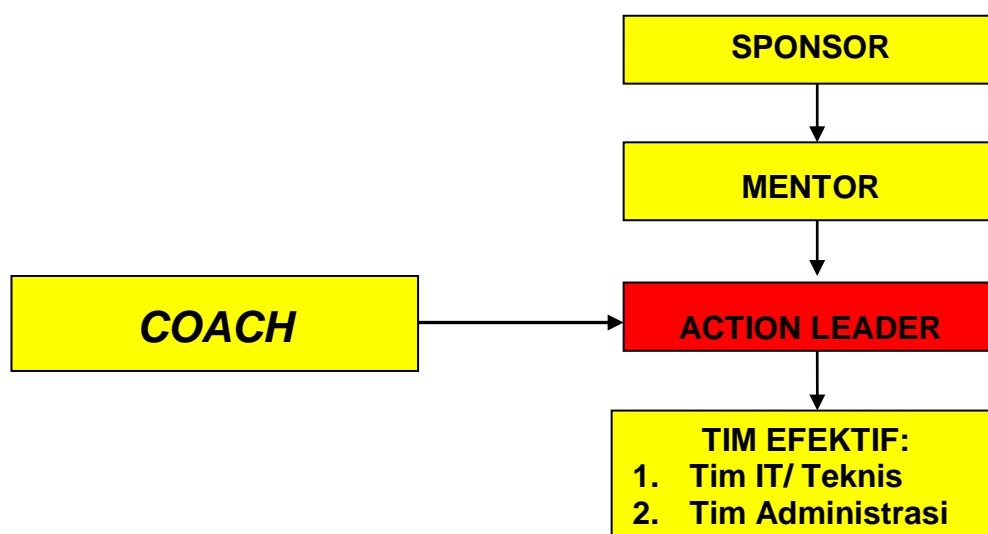 SPONSOR
MENTOR
COACH
ACTION LEADER
TIM EFEKTIF:
1. Tim IT/ Teknis
2. Tim Administrasi